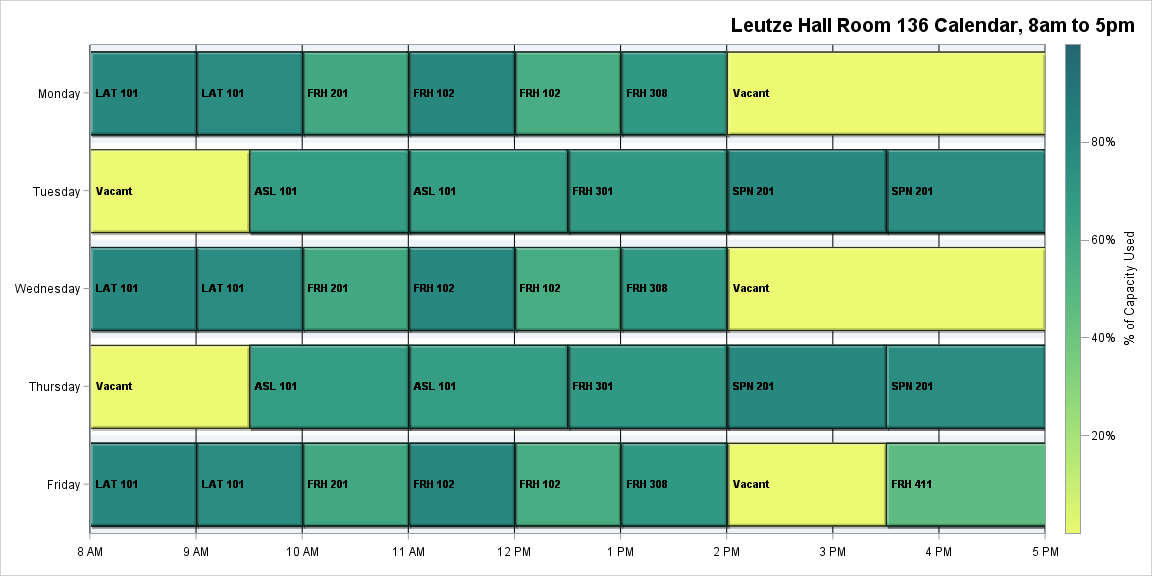 Leutze Hall Room 136 Calendar, 8am to 5pm
Monday LAT 101 LAT 101 FRH 201 FRH 102 FRH 102 FRH 308 Vacant
80%
Tuesday Vacant ASL 101 ASL 101 FRH 301 SPN 201 SPN 201
60%
% of Capacity Used
Wednesday LAT 101 LAT 101 FRH 201 FRH 102 FRH 102 FRH 308 Vacant
40%
Thursday Vacant ASL 101 ASL 101 FRH 301 SPN 201 SPN 201
20%
Friday LAT 101 LAT 101 FRH 201 FRH 102 FRH 102 FRH 308 Vacant FRH 411
8 AM 9 AM 10 AM 11 AM 12 PM 1 PM 2 PM 3 PM 4 PM 5 PM